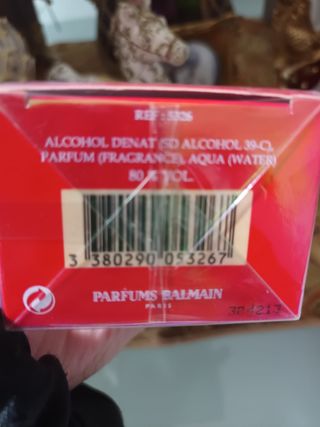 REF : 5326
ALCOHOL DENAT (SD ALCOHOL 39-C),
PARFUM (FRAGRANCE), AQUA (WATER)
80 % VOL.
3 380290 053267
PARFUMS BALMAIN
PARIS